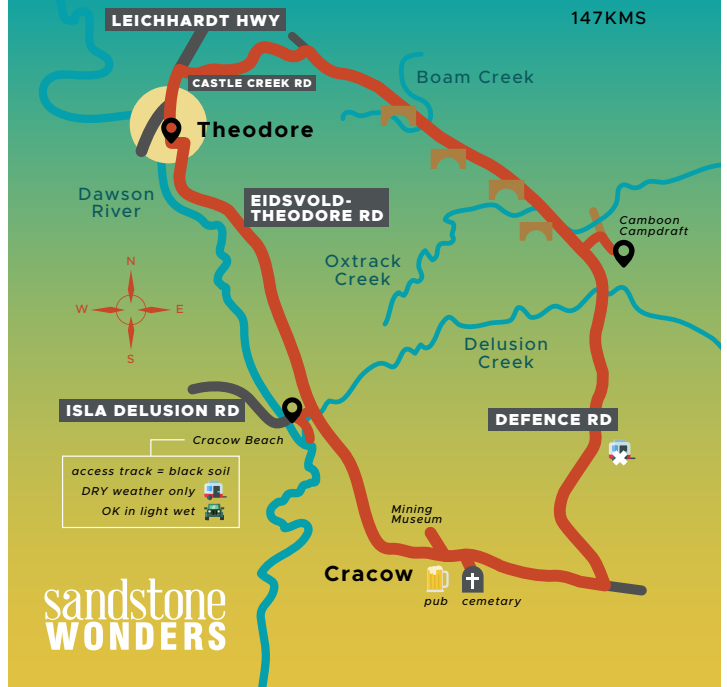 LEICHHARDT HWY
147KMS
CASTLE CREEK RD
Boam Creek
Theodore
Dawson
River
EIDSVOLD-
THEODORE RD
Camboon
Campdraft
Oxtrack
Creek
N
W
E
S
Delusion
Creek
ISLA DELUSION RD
DEFENCE RD
Cracow Beach
access track = black soil
DRY weather only
OK in light wet
Mining
Museum
Cracow
pub
cemetary
sandstone
WONDERS